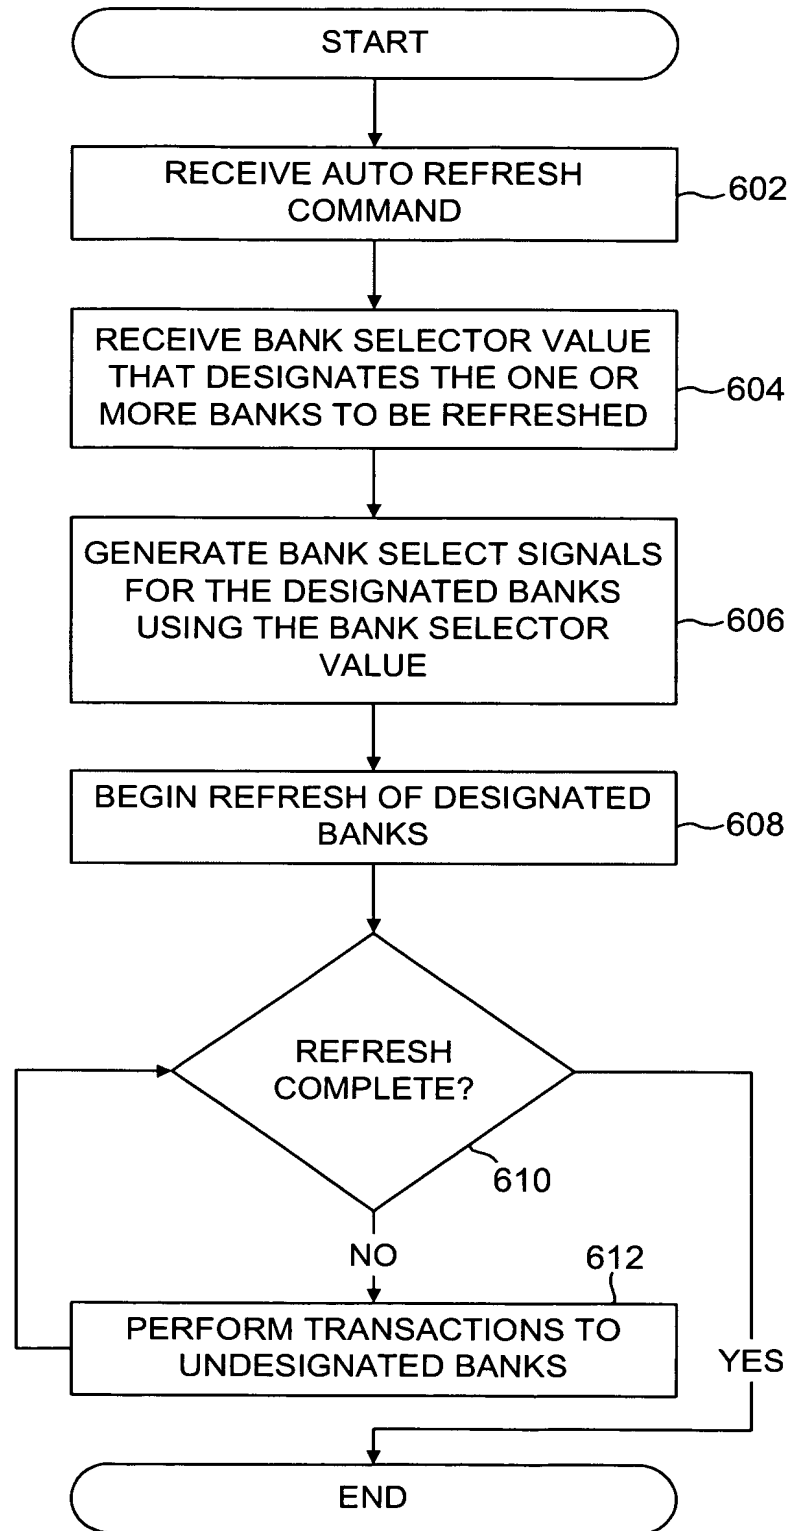 START
RECEIVE AUTO REFRESH
COMMAND
602
RECEIVE BANK SELECTOR VALUE
THAT DESIGNATES THE ONE OR
MORE BANKS TO BE REFRESHED
604
GENERATE BANK SELECT SIGNALS
FOR THE DESIGNATED BANKS
USING THE BANK SELECTOR
VALUE
606
BEGIN REFRESH OF DESIGNATED
BANKS
608
REFRESH
COMPLETE?
610
NO
612
PERFORM TRANSACTIONS TO
UNDESIGNATED BANKS
YES
END